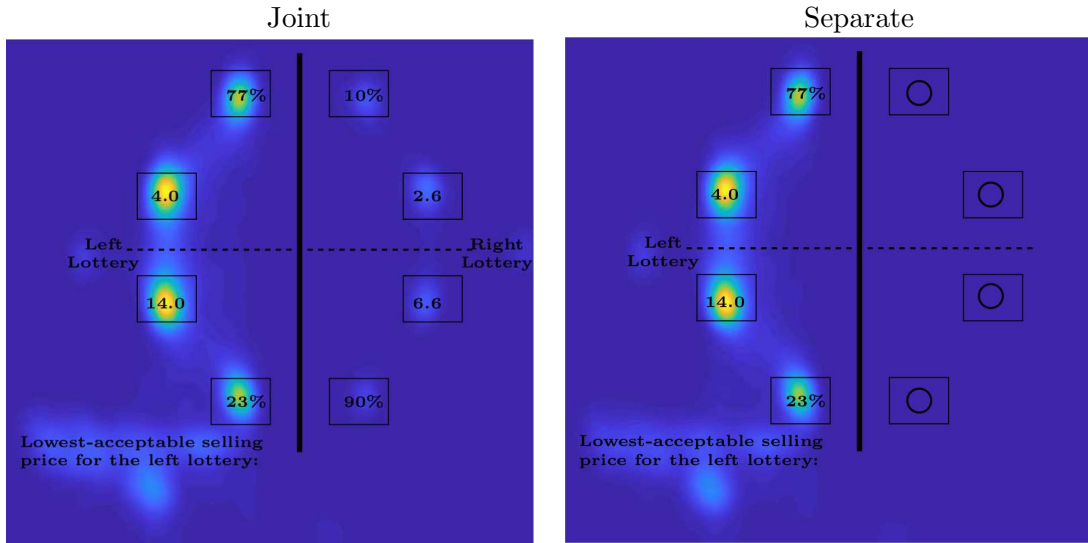 Joint
77% 10%
4.0 2.6
Left Right
Lottery Lottery
14.0 6.6
23% 90%
Lowest-acceptable selling
price for the left lottery:
Separate
77%
4.0
Left
Lottery
14.0
23%
Lowest-acceptable selling
price for the left lottery: